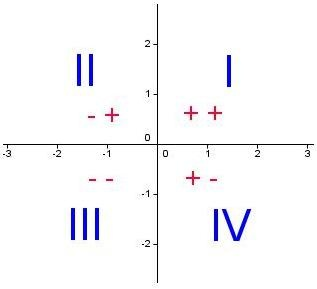 2
II I
1
- + + +
0
-3 -2 -1 0 1 2 3
- - + -
-1
III IV
-2